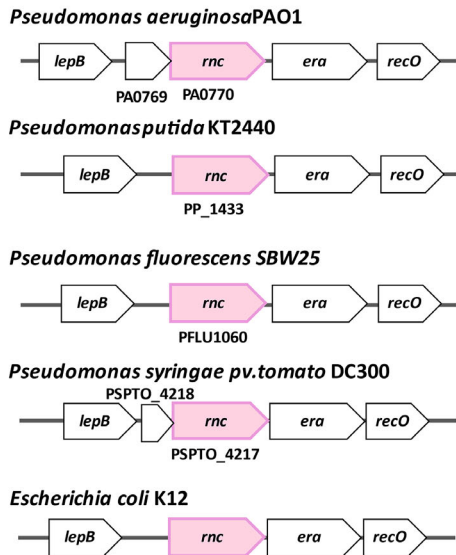 Pseudomonas aeruginosaPAO1
lepB rnc era recO
PA0769 PA0770
Pseudomonasputida KT2440
lepB rnc era recO
PP_1433
Pseudomonas fluorescens SBW25
lepB rnc era recO
PFLU1060
Pseudomonas syringae pv.tomato DC300
PSPTO_4218
lepB rnc era recO
PSPTO_4217
Escherichia coli K12
lepB rnc era recO